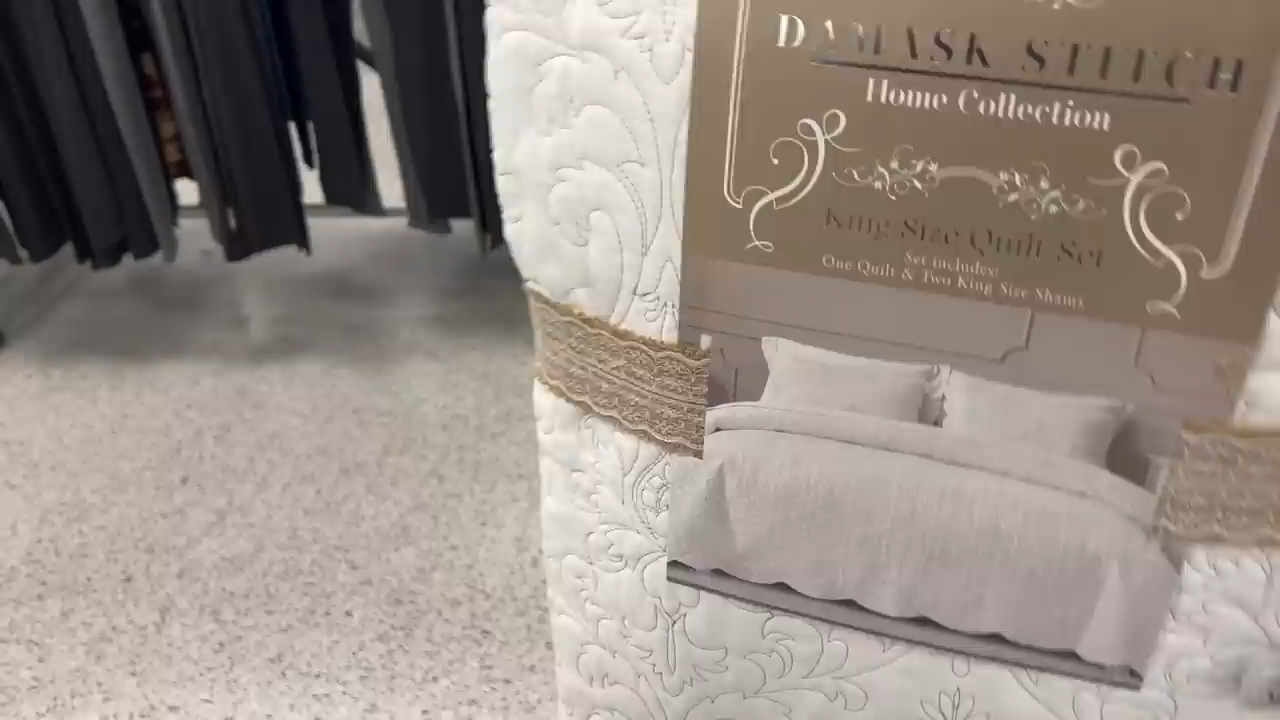 DAMASK STITCH
Home Collection
King Size Quilt Set
Set includes:
One Quilt & Two King Size Shams